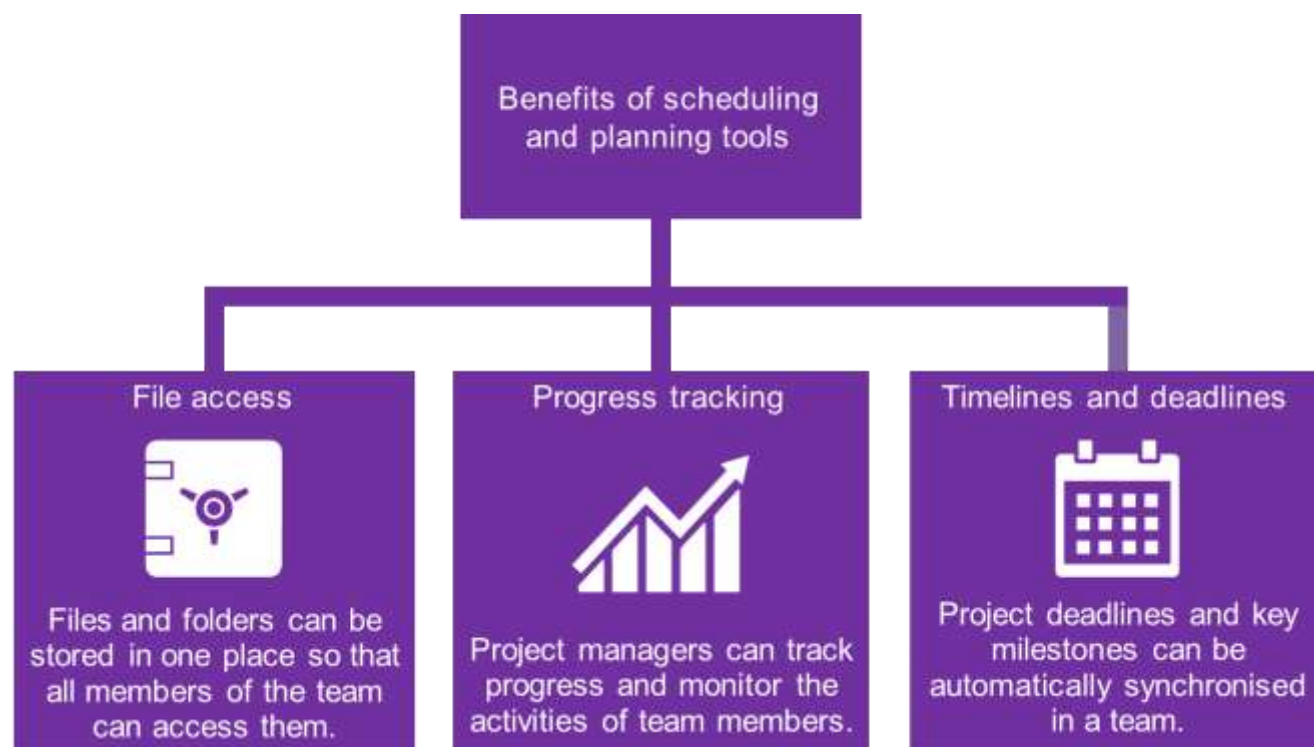 Benefits of scheduling
and planning tools
File access
Files and folders can be
stored in one place so that
all members of the team
can access them.
Progress tracking
Project managers can track
progress and monitor the
activities of team members.
Timelines and deadlines
Project deadlines and key
milestones can be
automatically synchronised
in a team.